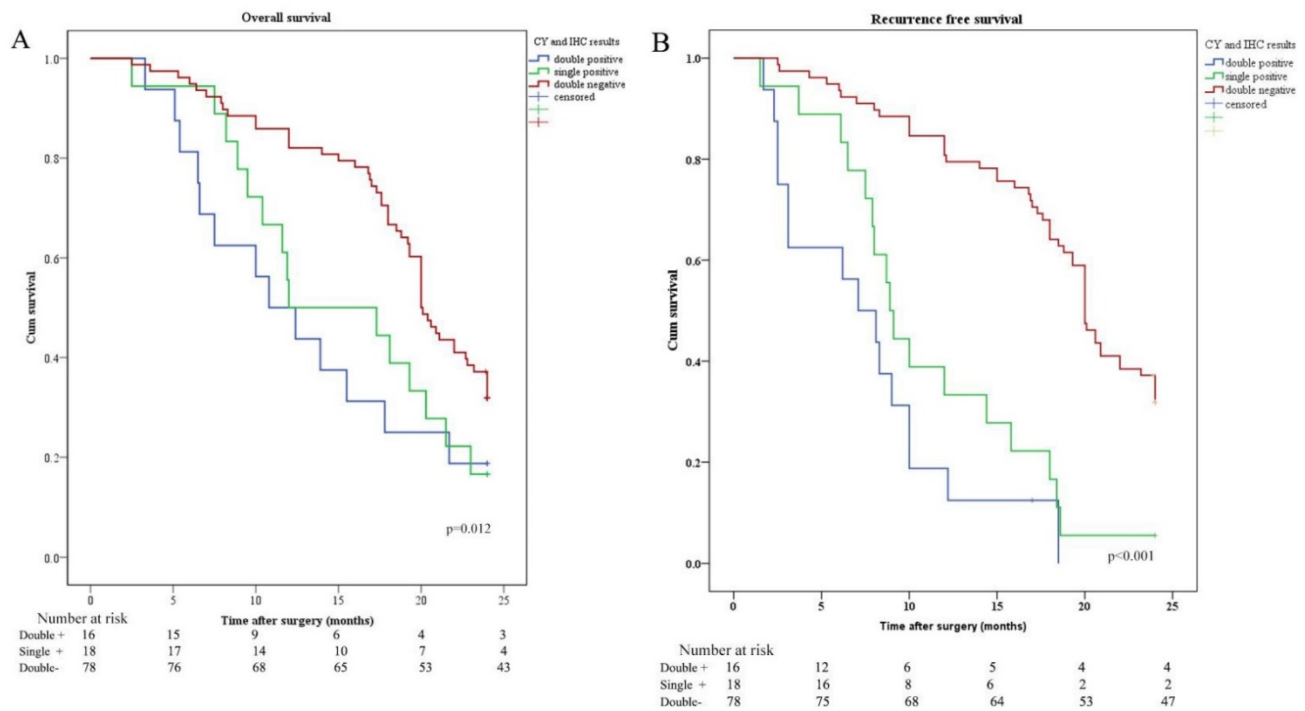 A
Overall survival
CY and IHC results
double positive
single positive
double negative
censored
Cum survival
1.0
0.8
0.6
0.4
0.2
0.0
p=0.012
0 5 10 15 20 25
Time after surgery (months)
Number at risk
Double + 16 15 9 6 4 3
Single + 18 17 14 10 7 4
Double- 78 76 68 65 53 43
B
Recurrence free survival
CY and IHC results
double positive
single positive
double negative
censored
Cum survival
1.0
0.8
0.6
0.4
0.2
0.0
p<0.001
0 5 10 15 20 25
Time after surgery (months)
Number at risk
Double + 16 12 6 5 4 4
Single + 18 16 8 6 2 2
Double- 78 75 68 64 53 47